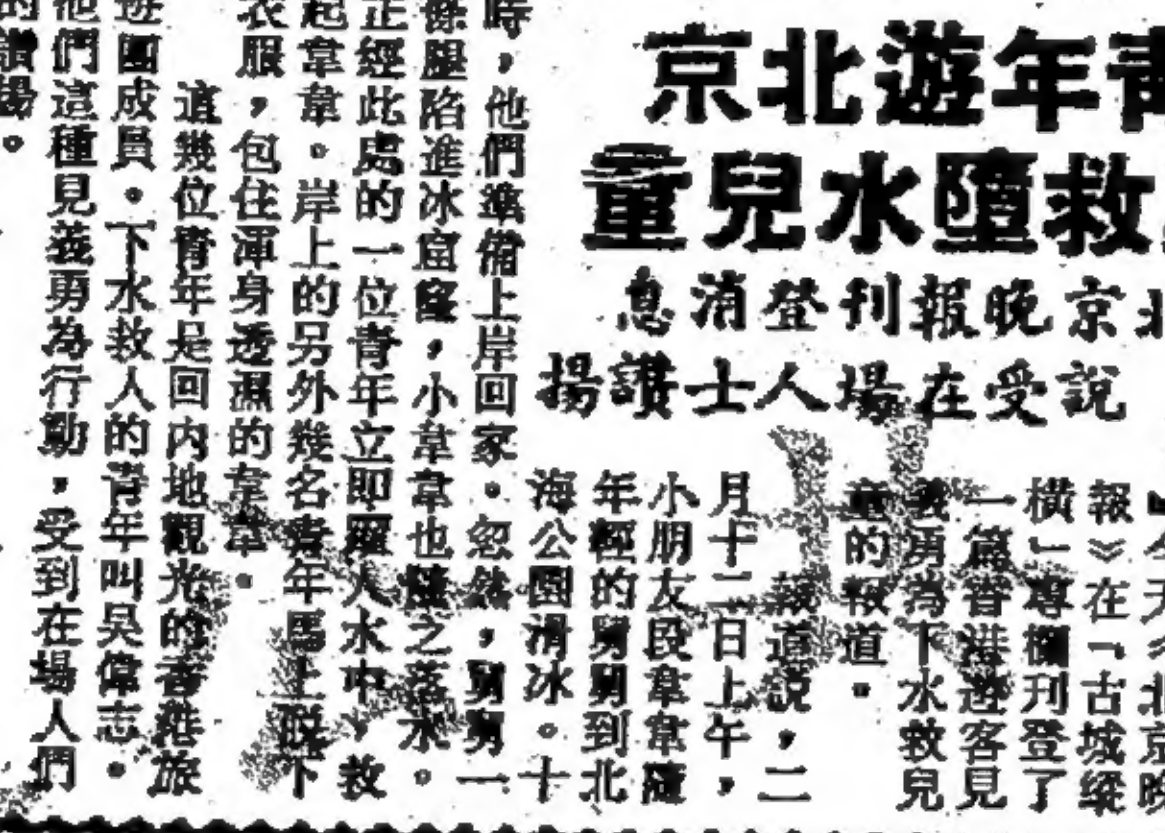 青年遊北京
救墮水兒童
北京晚報刊登消息
說受在場人士讚揚
今天《北京晚
報》在「古城縱
橫」專欄刊登了
一篇香港遊客見
義勇為下水救兒
童的報道。
報道說，二
月十二日上午，
小朋友段韋韋隨
年輕的舅舅到北
海公園滑冰。十
時，他們準備上岸回家。忽然，舅舅一
條腿陷進冰窟窿，小韋韋也隨之落水。
正經此處的一位青年立即躍入水中，救
起韋韋。岸上的另外幾名青年馬上脫下
衣服，包住渾身透濕的韋韋。
這幾位青年是回內地觀光的香港旅
遊團成員。下水救人的青年叫吳偉志。
他們這種見義勇為行動，受到在場人們
的讚揚。